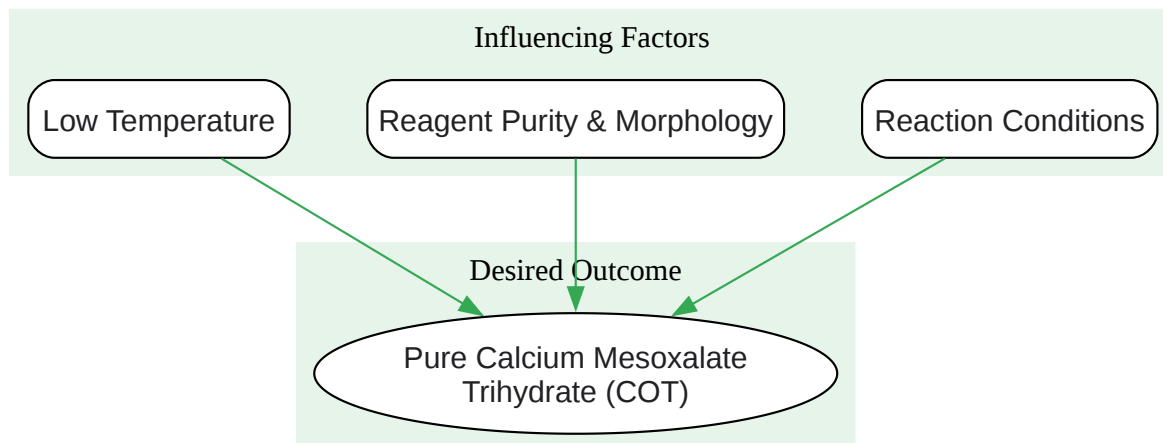 Influencing Factors
Low Temperature
Reagent Purity & Morphology
Reaction Conditions
Desired Outcome
Pure Calcium Mesoxalate
Trihydrate (COT)